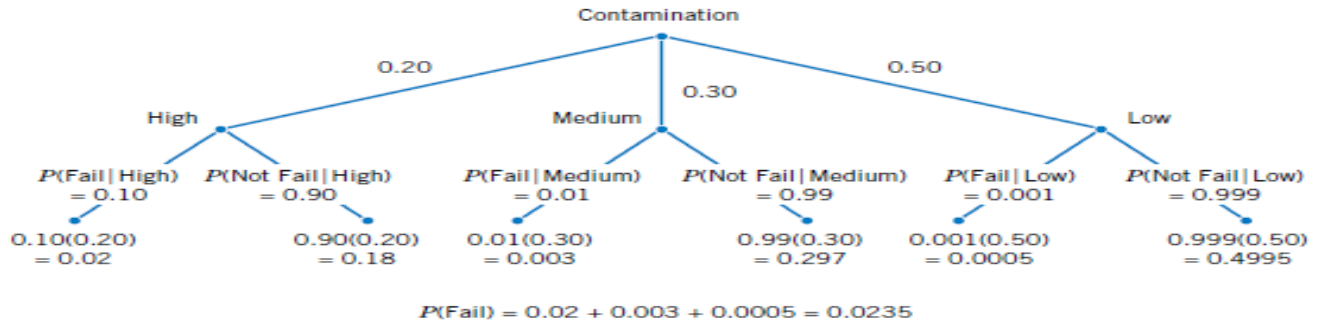 Contamination
0.20
0.50
0.30
High
Medium
Low
P(Fail|High)
= 0.10
P(Not Fail|High)
= 0.90
P(Fail|Medium)
= 0.01
P(Not Fail|Medium)
= 0.99
P(Fail|Low)
= 0.001
P(Not Fail|Low)
= 0.999
0.10(0.20)
= 0.02
0.90(0.20)
= 0.18
0.01(0.30)
= 0.003
0.99(0.30)
= 0.297
0.001(0.50)
= 0.0005
0.999(0.50)
= 0.4995
P(Fail) = 0.02 + 0.003 + 0.0005 = 0.0235